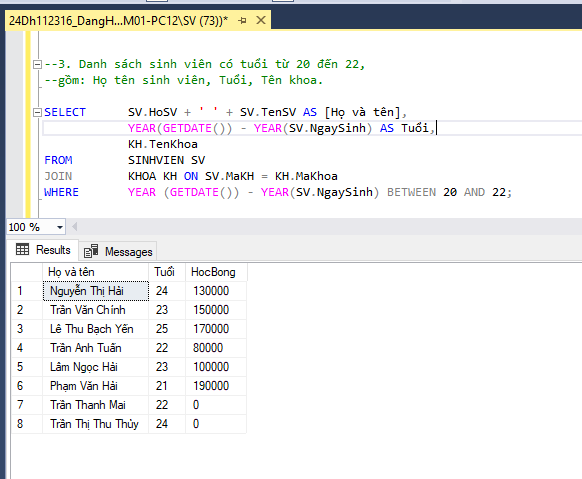 24Dh112316_DangH...M01-PC12\SV (73))*
--3. Danh sách sinh viên có tuổi từ 20 đến 22,
--gồm: Họ tên sinh viên, Tuổi, Tên khoa.
SELECT SV.HoSV + ' ' + SV.TenSV AS [Họ và tên],
YEAR(GETDATE()) - YEAR(SV.NgaySinh) AS Tuổi,
KH.TenKhoa
FROM SINHVIEN SV
JOIN KHOA KH ON SV.MaKH = KH.MaKhoa
WHERE YEAR (GETDATE()) - YEAR(SV.NgaySinh) BETWEEN 20 AND 22;
100 %
Results Messages
Họ và tên Tuổi HocBong
1 Nguyễn Thị Hải 24 130000
2 Trần Văn Chính 23 150000
3 Lê Thu Bạch Yến 25 170000
4 Trần Anh Tuấn 22 80000
5 Lâm Ngọc Hải 23 100000
6 Phạm Văn Hải 21 190000
7 Trần Thanh Mai 22 0
8 Trần Thị Thu Thủy 24 0